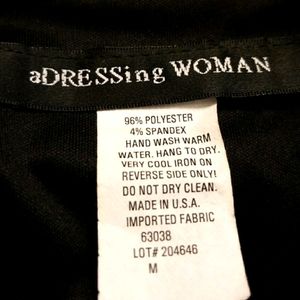 aDRESSing WOMAN
96% POLYESTER
4% SPANDEX
HAND WASH WARM
WATER. HANG TO DRY.
VERY COOL IRON ON
REVERSE SIDE ONLY!
DO NOT DRY CLEAN.
MADE IN U.S.A.
IMPORTED FABRIC
63038
LOT# 204646
M